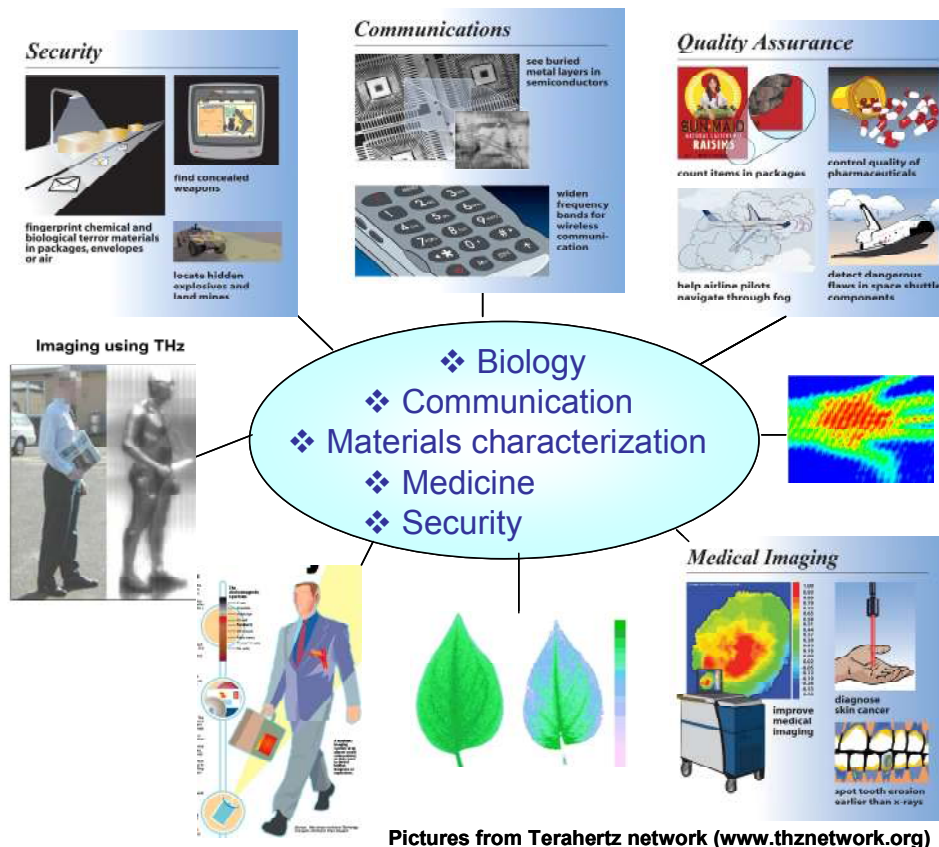 Security
find concealed
weapons
fingerprint chemical and
biological terror materials
in packages, envelopes
or air
locate hidden
explosives and
land mines
Communications
see buried
metal layers in
semiconductors
widen
frequency
bands for
wireless
communi-
cation
Quality Assurance
SUN-MAID
NATURAL CALIFORNIA
RAISINS
count items in packages
control quality of
pharmaceuticals
help airline pilots
navigate through fog
detect dangerous
flaws in space shuttle
components
Imaging using THz
❖ Biology
❖ Communication
❖ Materials characterization
❖ Medicine
❖ Security
Medical Imaging
improve
medical
imaging
diagnose
skin cancer
spot tooth erosion
earlier than x-rays
Pictures from Terahertz network (www.thznetwork.org)